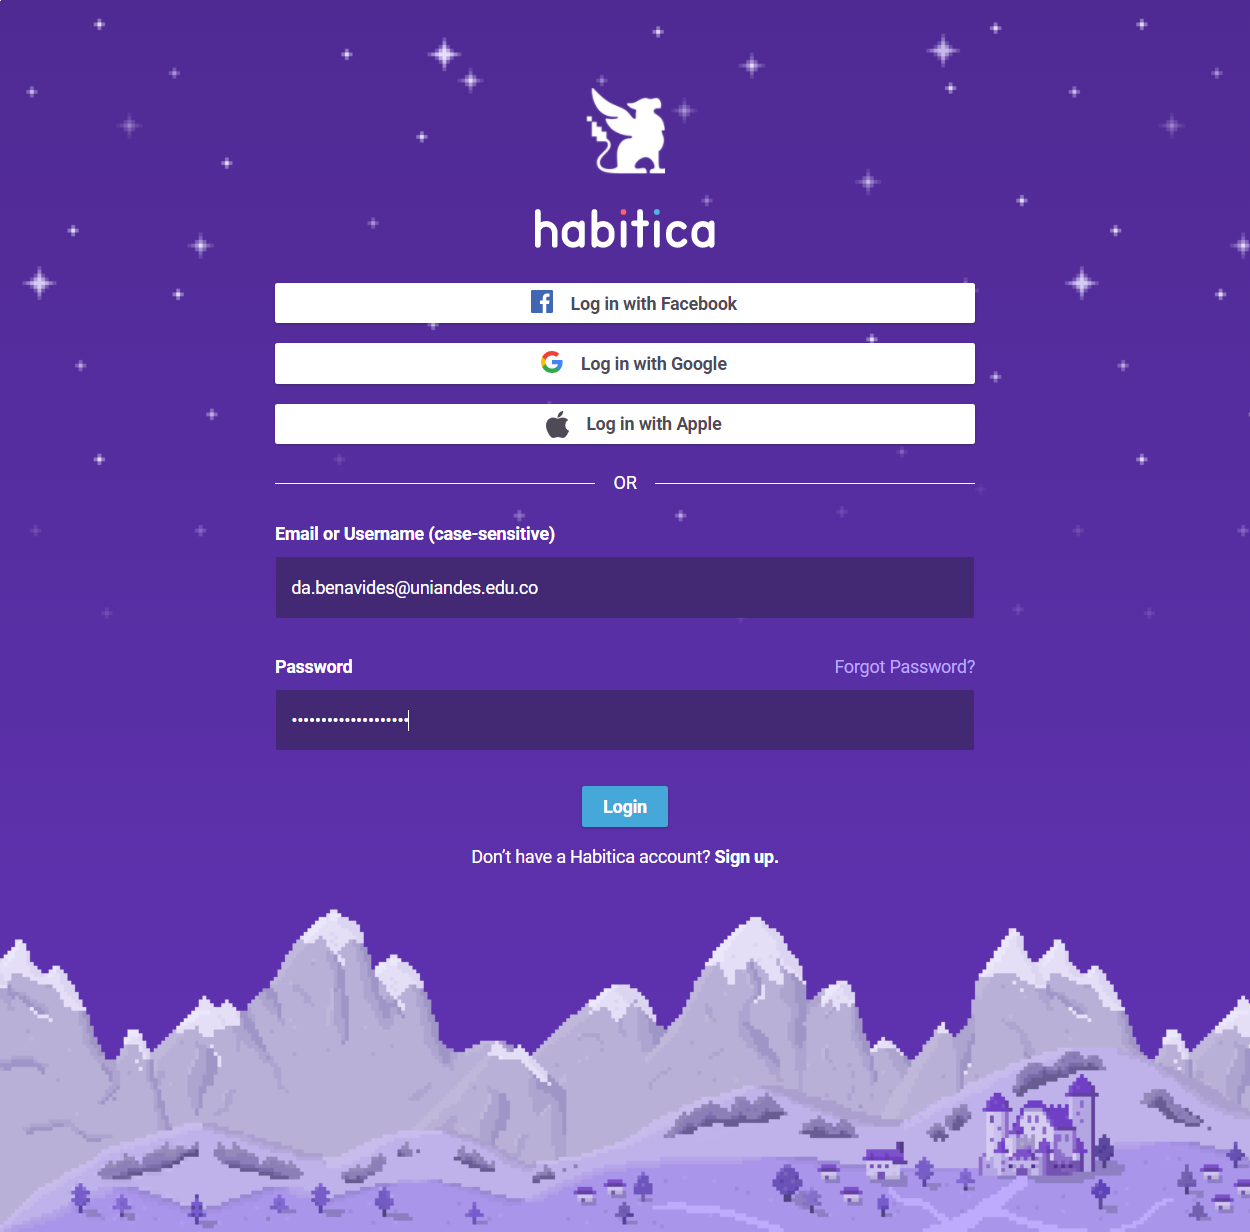 habitica
Log in with Facebook
Log in with Google
Log in with Apple
OR
Email or Username (case-sensitive)
da.benavides@uniandes.edu.co
Password Forgot Password?
••••••••••••••••••••
Login
Don’t have a Habitica account? Sign up.